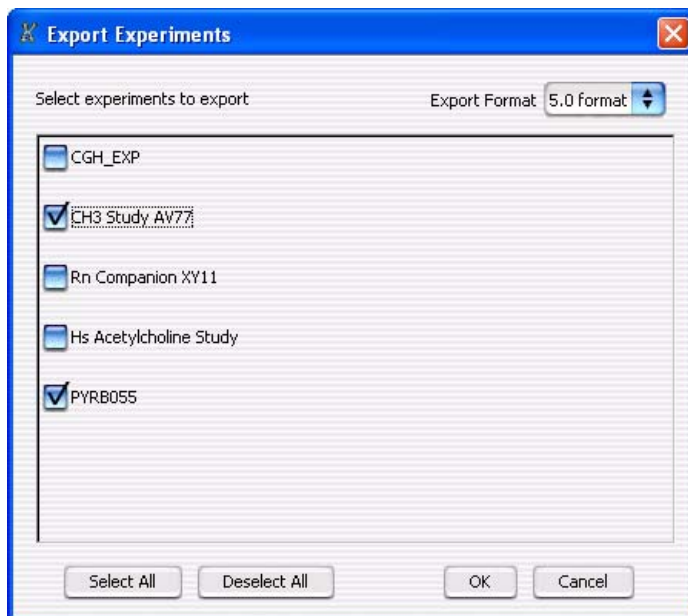 Export Experiments
Select experiments to export Export Format 5.0 format
CGH_EXP
CH3 Study AV77
Rn Companion XY11
Hs Acetylcholine Study
PYRB055
Select All Deselect All OK Cancel